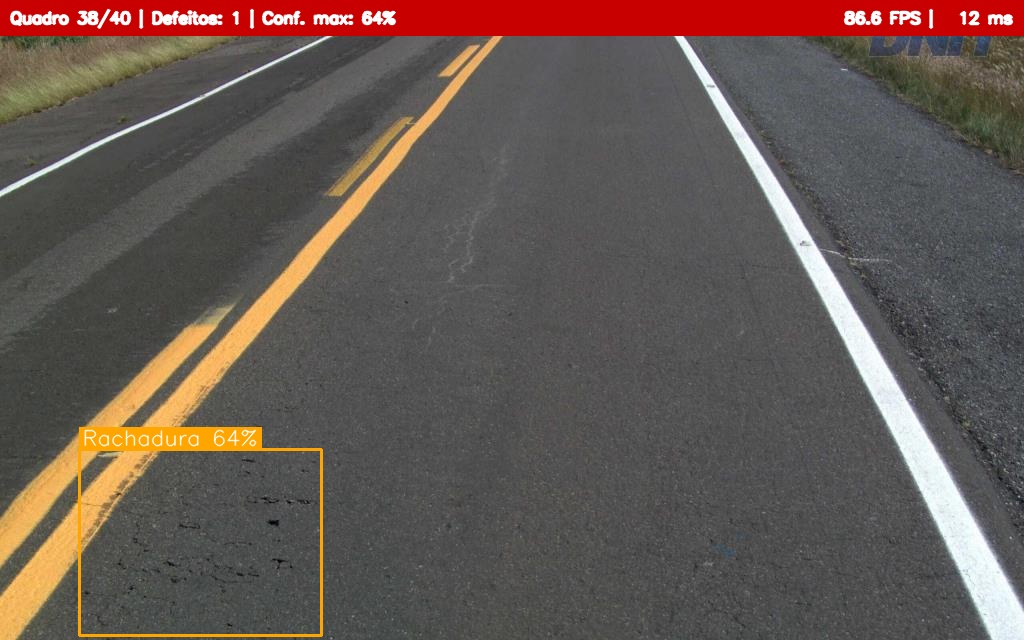 Quadro 38/40 | Defeitos: 1 | Conf. max: 64%
86.6 FPS | 12 ms
DNIT
Rachadura 64%